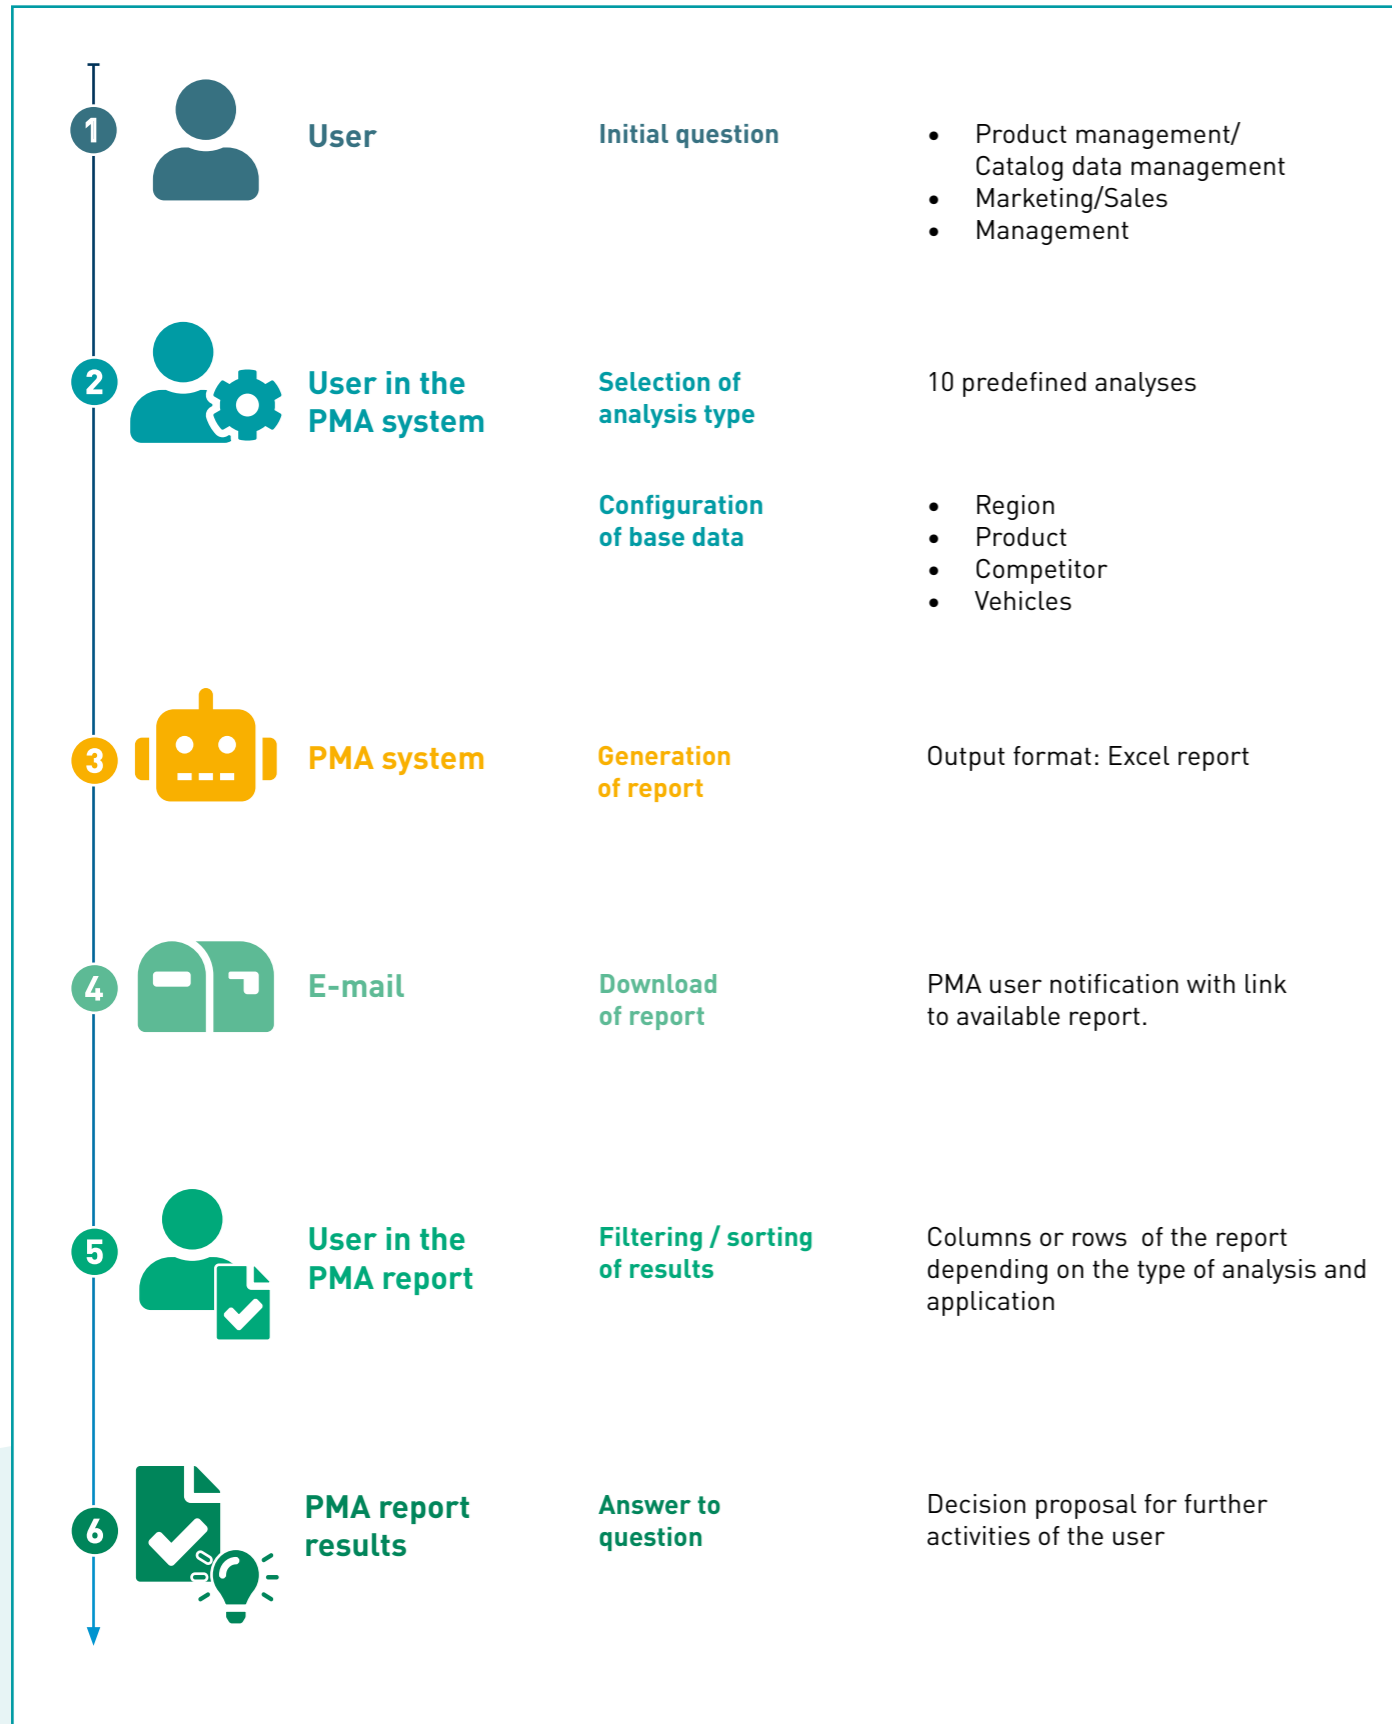 1
User
Initial question
• Product management/
Catalog data management
• Marketing/Sales
• Management
2
User in the
PMA system
Selection of
analysis type
10 predefined analyses
Configuration
of base data
• Region
• Product
• Competitor
• Vehicles
3
PMA system
Generation
of report
Output format: Excel report
4
E-mail
Download
of report
PMA user notification with link
to available report.
5
User in the
PMA report
Filtering / sorting
of results
Columns or rows of the report
depending on the type of analysis and
application
6
PMA report
results
Answer to
question
Decision proposal for further
activities of the user